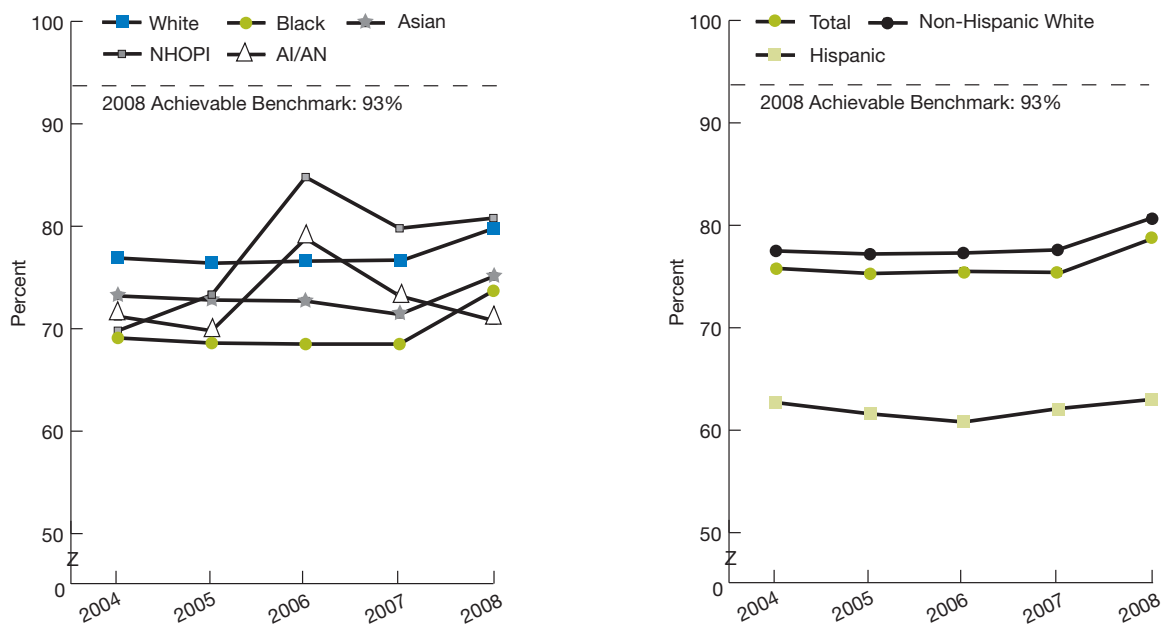 White Black Asian
NHOPI AI/AN
2008 Achievable Benchmark: 93%
Percent
100
90
80
70
60
50
Z
0
2004 2005 2006 2007 2008
Total Non-Hispanic White
Hispanic
2008 Achievable Benchmark: 93%
Percent
100
90
80
70
60
50
Z
0
2004 2005 2006 2007 2008